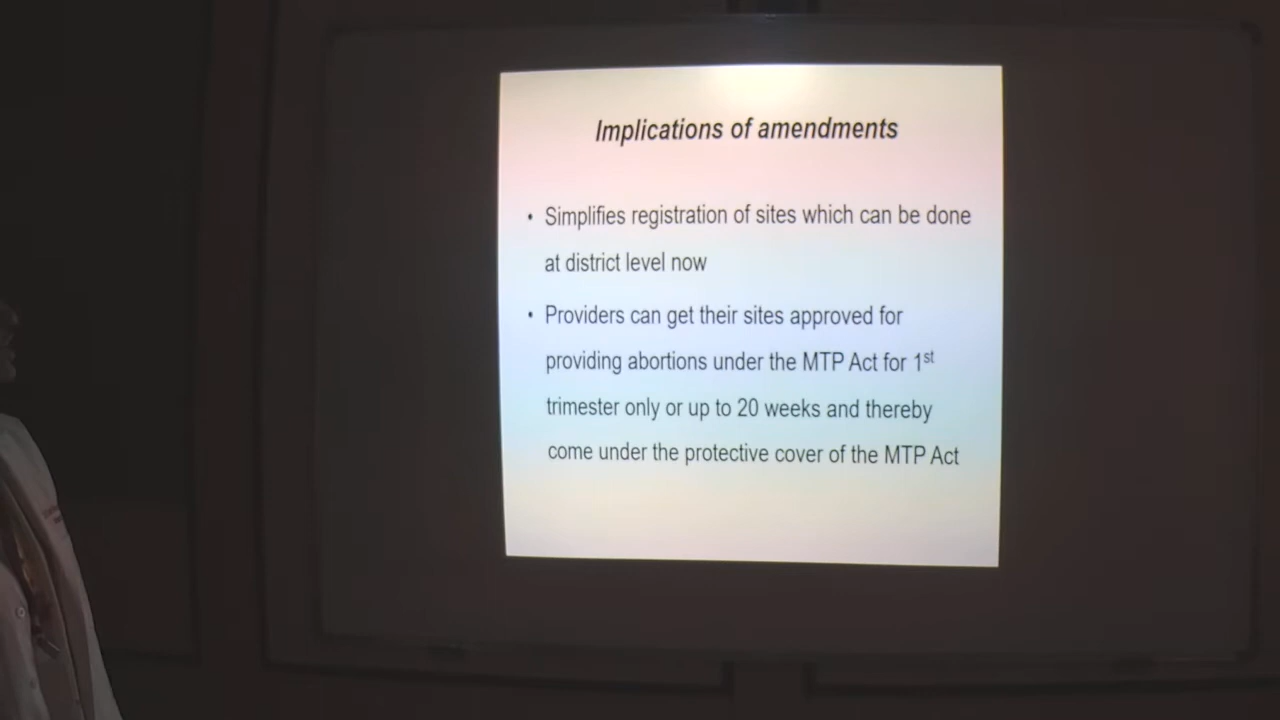 Implications of amendments
• Simplifies registration of sites which can be done
at district level now
• Providers can get their sites approved for
providing abortions under the MTP Act for 1st
trimester only or up to 20 weeks and thereby
come under the protective cover of the MTP Act